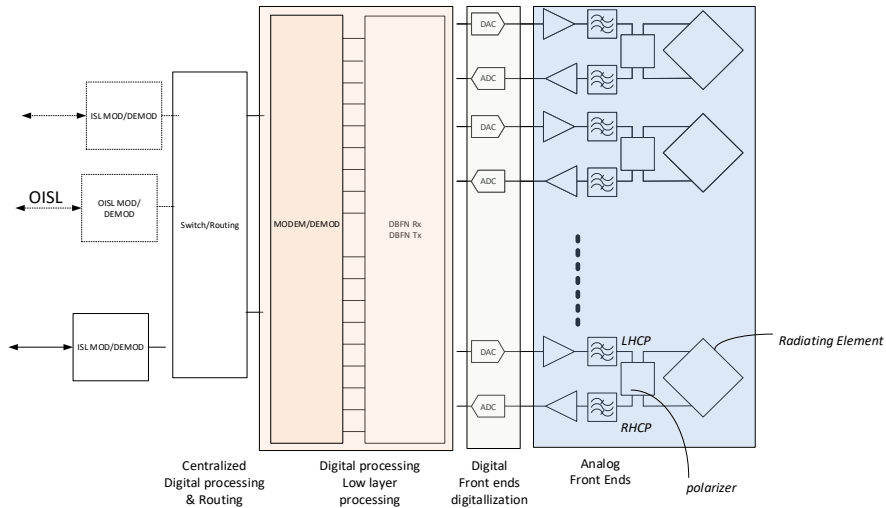 DAC
ADC
ISL MOD/DEMOD
DAC
ADC
OISL
OISL MOD/
DEMOD
Switch/Routing
MODEM/DEMOD
DBFN Rx
DBFN Tx
ISL MOD/DEMOD
DAC
LHCP
Radiating Element
ADC
RHCP
Centralized
Digital processing
& Routing
Digital processing
Low layer
processing
Digital
Front ends
digitallization
Analog
Front Ends
polarizer